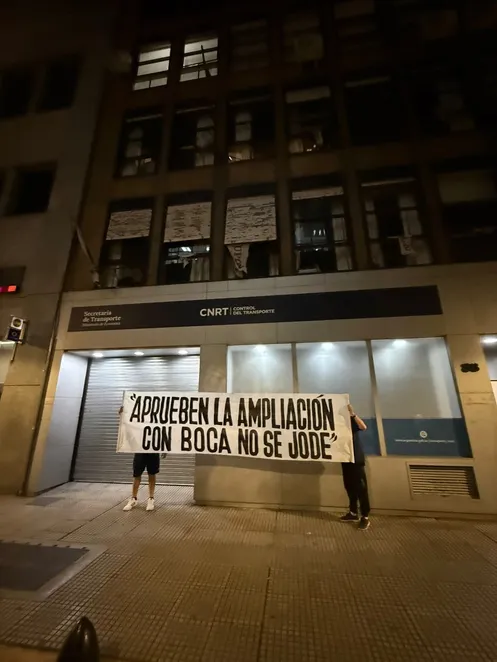 Secretaría
de Transporte
CNRT CONTROL
DEL TRANSPORTE
"APRUEBEN LA AMPLIACIÓN
CON BOCA NO SE JODE"